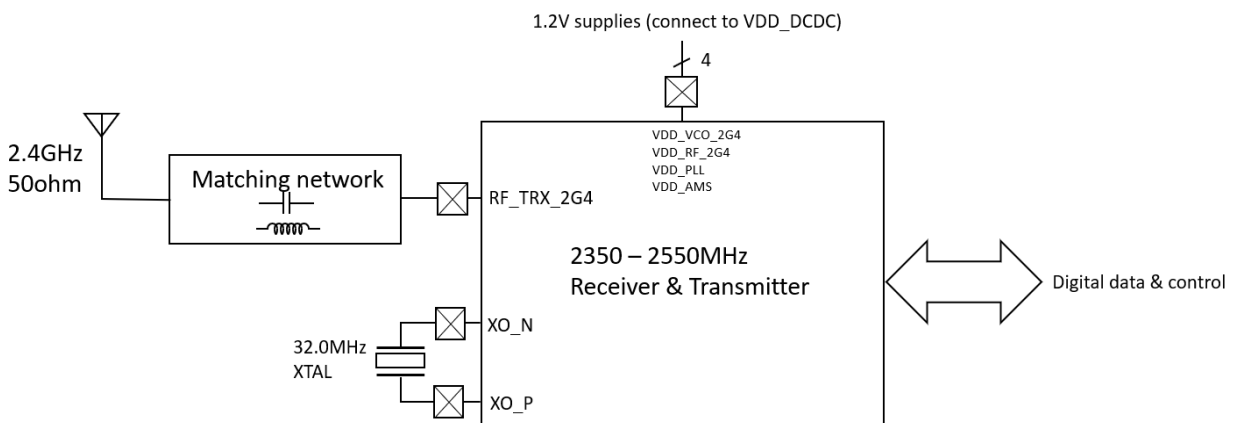 1.2V supplies (connect to VDD_DCDC)
4
VDD_VCO_2G4
VDD_RF_2G4
VDD_PLL
VDD_AMS
2.4GHz
50ohm
Matching network
RF_TRX_2G4
2350 – 2550MHz
Receiver & Transmitter
Digital data & control
XO_N
32.0MHz
XTAL
XO_P